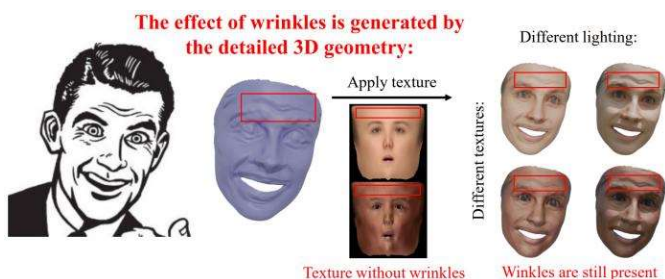 The effect of wrinkles is generated by
the detailed 3D geometry:
Different lighting:
Apply texture
Different textures:
Texture without wrinkles
Winkles are still present